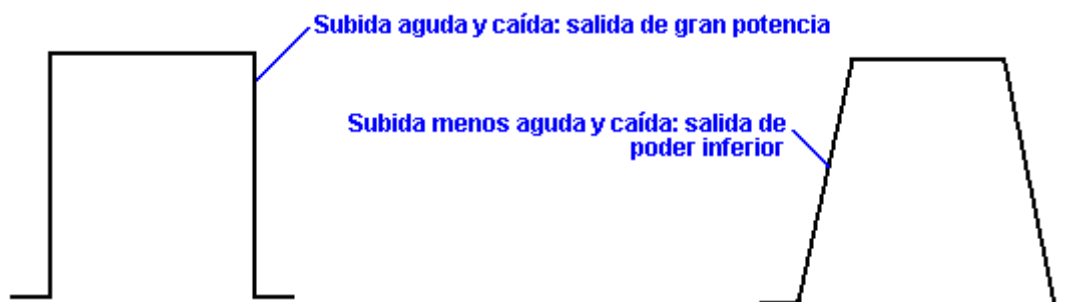 Subida aguda y caída: salida de gran potencia
Subida menos aguda y caída: salida de
poder inferior